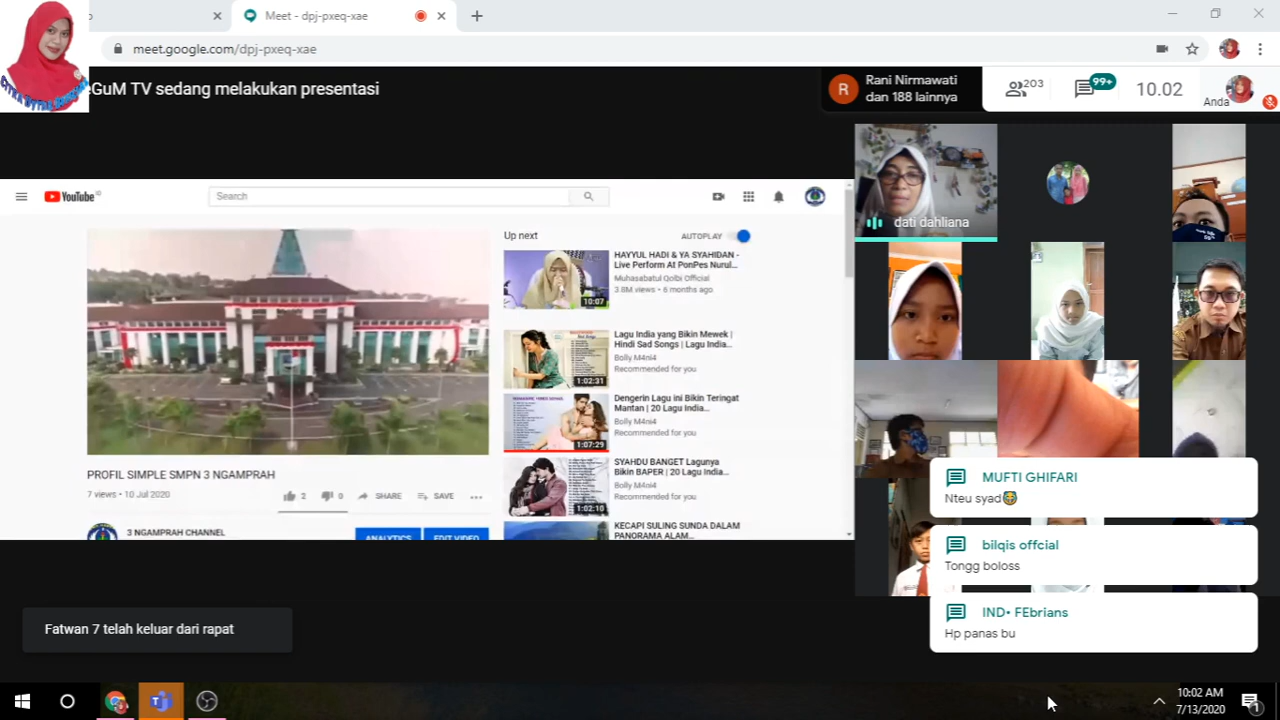 Meet - dpj-pxeq-xae
meet.google.com/dpj-pxeq-xae
eGuM TV sedang melakukan presentasi
Rani Nirmawati
dan 188 lainnya
203
99+
10.02
Anda
YouTube ID
Search
dati dahliana
Up next
AUTOPLAY
HAYYUL HADI & YA SYAHIDAN -
Live Perform At PonPes Nurul...
Muhasabatul Qolbi Official
3.8M views • 6 months ago
10:07
Lagu India yang Bikin Mewek |
Hindi Sad Songs | Lagu India...
Bolly M4ni4
Recommended for you
1:02:31
Dengerin Lagu ini Bikin Teringat
Mantan | 20 Lagu India...
Bolly M4ni4
Recommended for you
1:07:29
SYAHDU BANGET Lagunya
Bikin BAPER | 20 Lagu India...
Bolly M4ni4
Recommended for you
1:02:10
KECAPI SULING SUNDA DALAM
PANORAMA ALAM...
PROFIL SIMPLE SMPN 3 NGAMPRAH
7 views • 10 Jul 2020
2
0
SHARE
SAVE
3 NGAMPRAH CHANNEL
ANALYTICS
EDIT VIDEO
MUFTI GHIFARI
Nteu syad
bilqis offcial
Tongg boloss
IND• FEbrians
Hp panas bu
Fatwan 7 telah keluar dari rapat
10:02 AM
7/13/2020
1